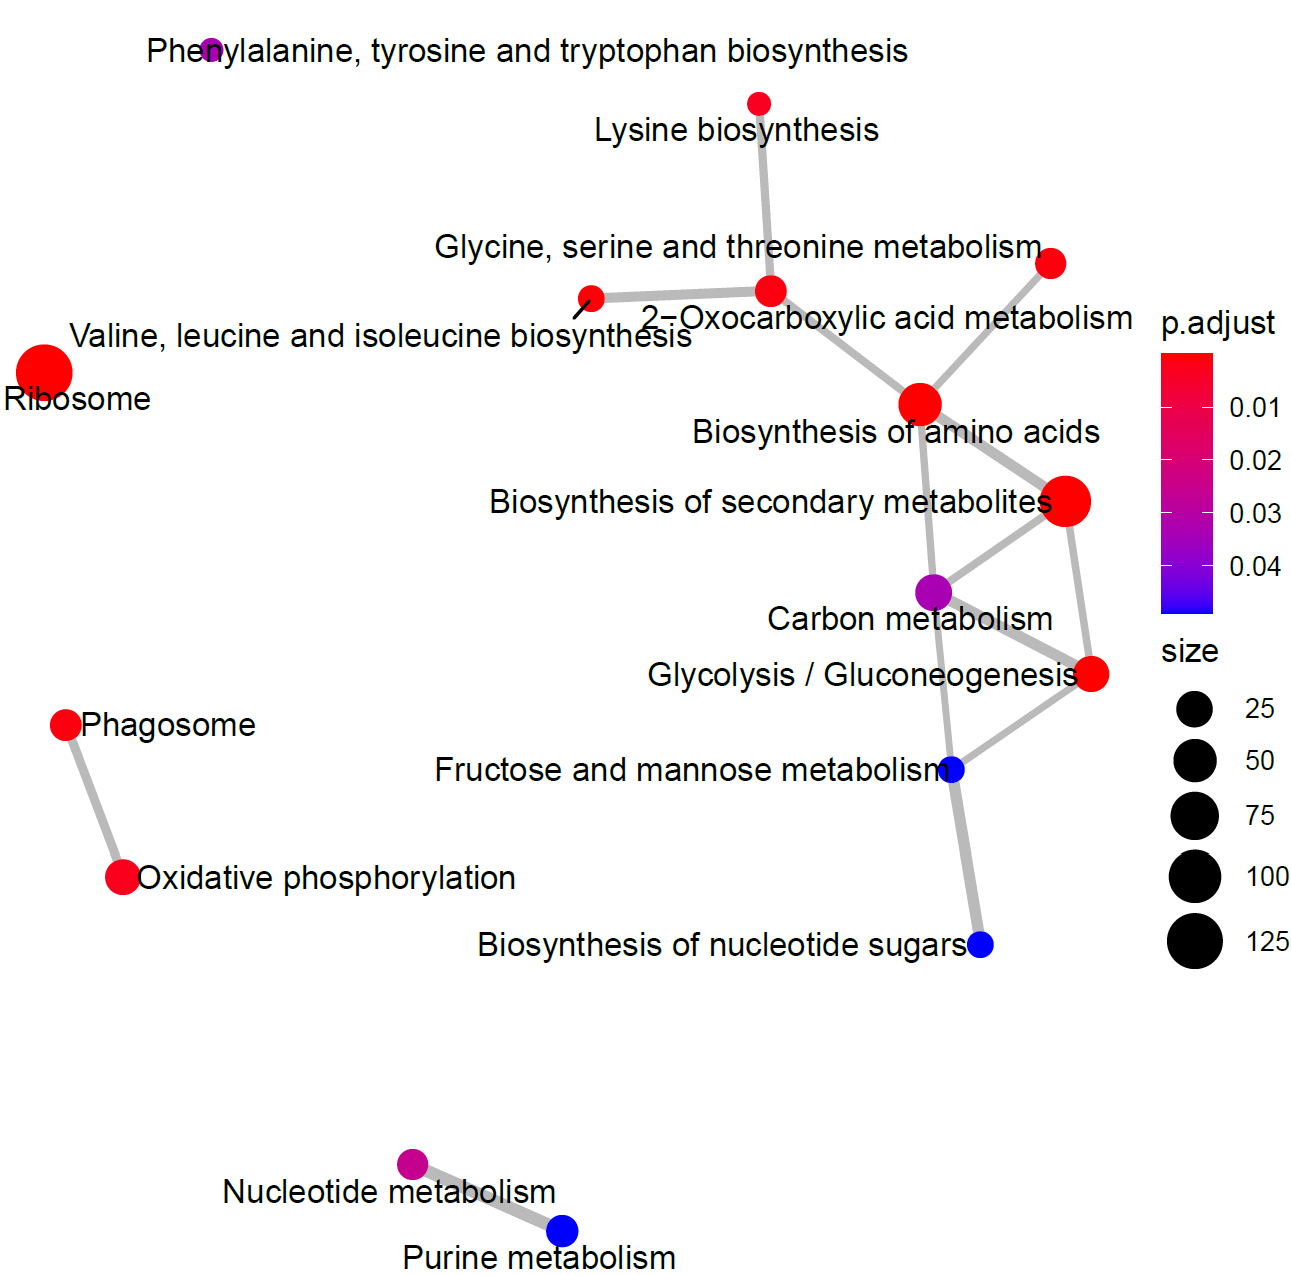 Phenylalanine, tyrosine and tryptophan biosynthesis
Lysine biosynthesis
Glycine, serine and threonine metabolism
2−Oxocarboxylic acid metabolism
Valine, leucine and isoleucine biosynthesis
Ribosome
Biosynthesis of amino acids
Biosynthesis of secondary metabolites
Carbon metabolism
Glycolysis / Gluconeogenesis
Phagosome
Fructose and mannose metabolism
Oxidative phosphorylation
Biosynthesis of nucleotide sugars
Nucleotide metabolism
Purine metabolism
p.adjust
0.01
0.02
0.03
0.04
size
25
50
75
100
125